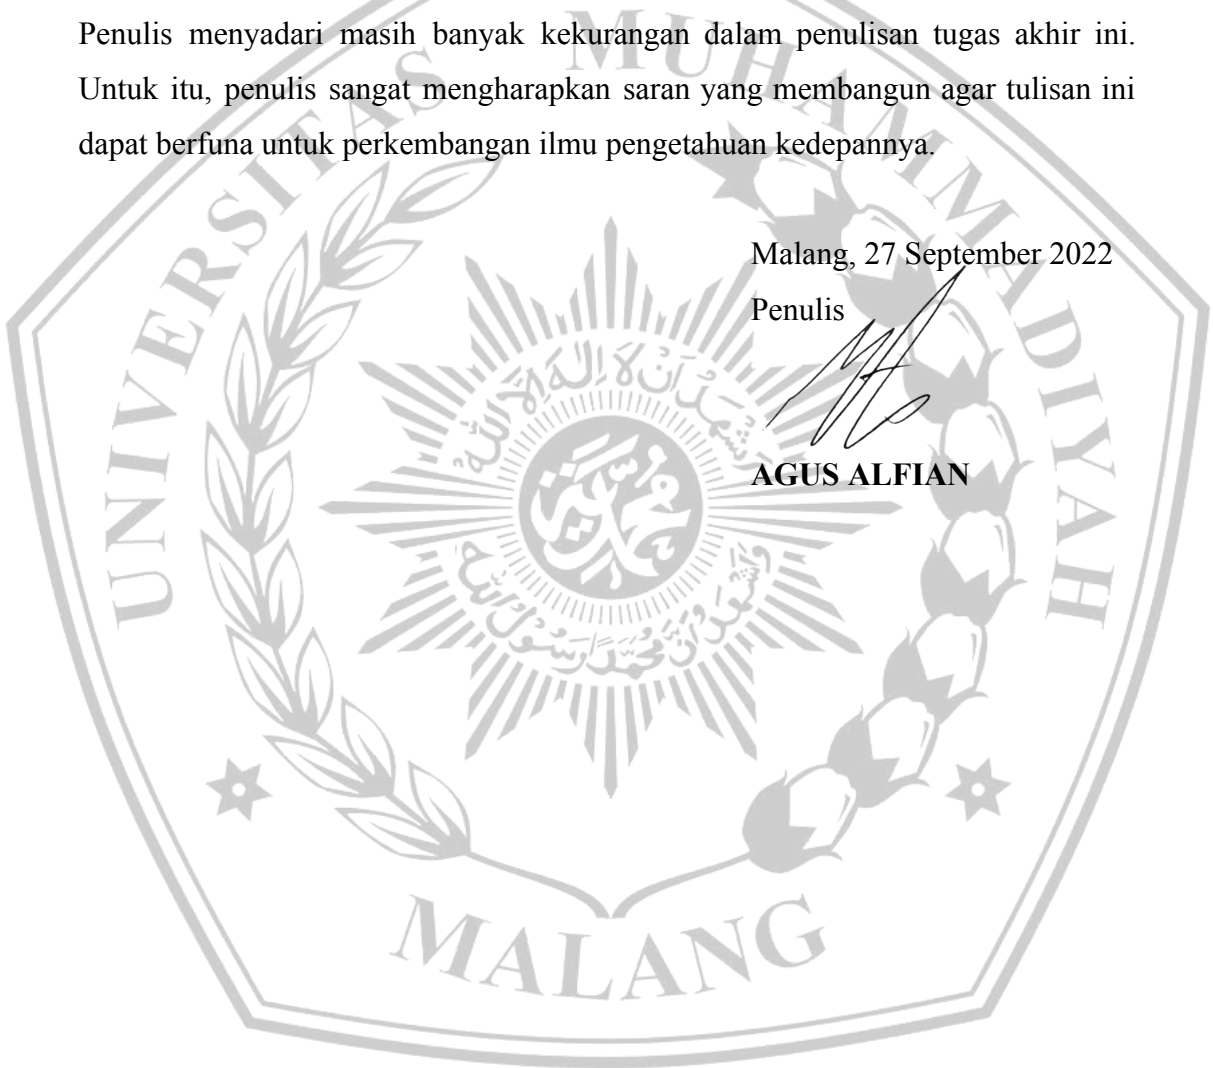 Penulis menyadari masih banyak kekurangan dalam penulisan tugas akhir ini.
Untuk itu, penulis sangat mengharapkan saran yang membangun agar tulisan ini
dapat berfuna untuk perkembangan ilmu pengetahuan kedepannya.
Malang, 27 September 2022
Penulis
AGUS ALFIAN
UNIVERSITAS MUHAMMADIYAH
MALANG